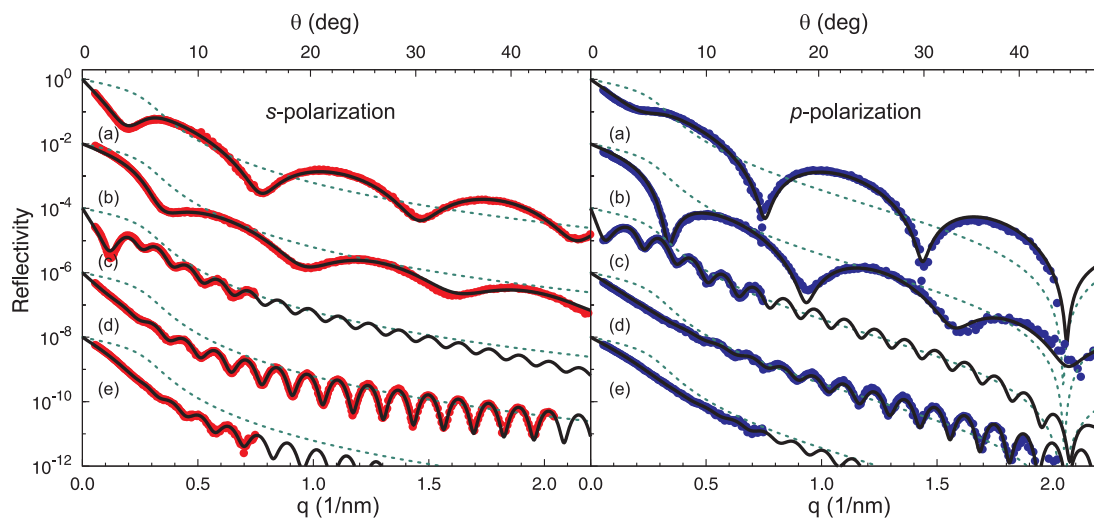 θ (deg) θ (deg)
0 10 20 30 40 0 10 20 30 40
s-polarization p-polarization
10⁰
10⁻²
10⁻⁴
10⁻⁶
10⁻⁸
10⁻¹⁰
10⁻¹²
Reflectivity
(a) (a)
(b) (b)
(c) (c)
(d) (d)
(e) (e)
0.0 0.5 1.0 1.5 2.0 0.0 0.5 1.0 1.5 2.0
q (1/nm) q (1/nm)